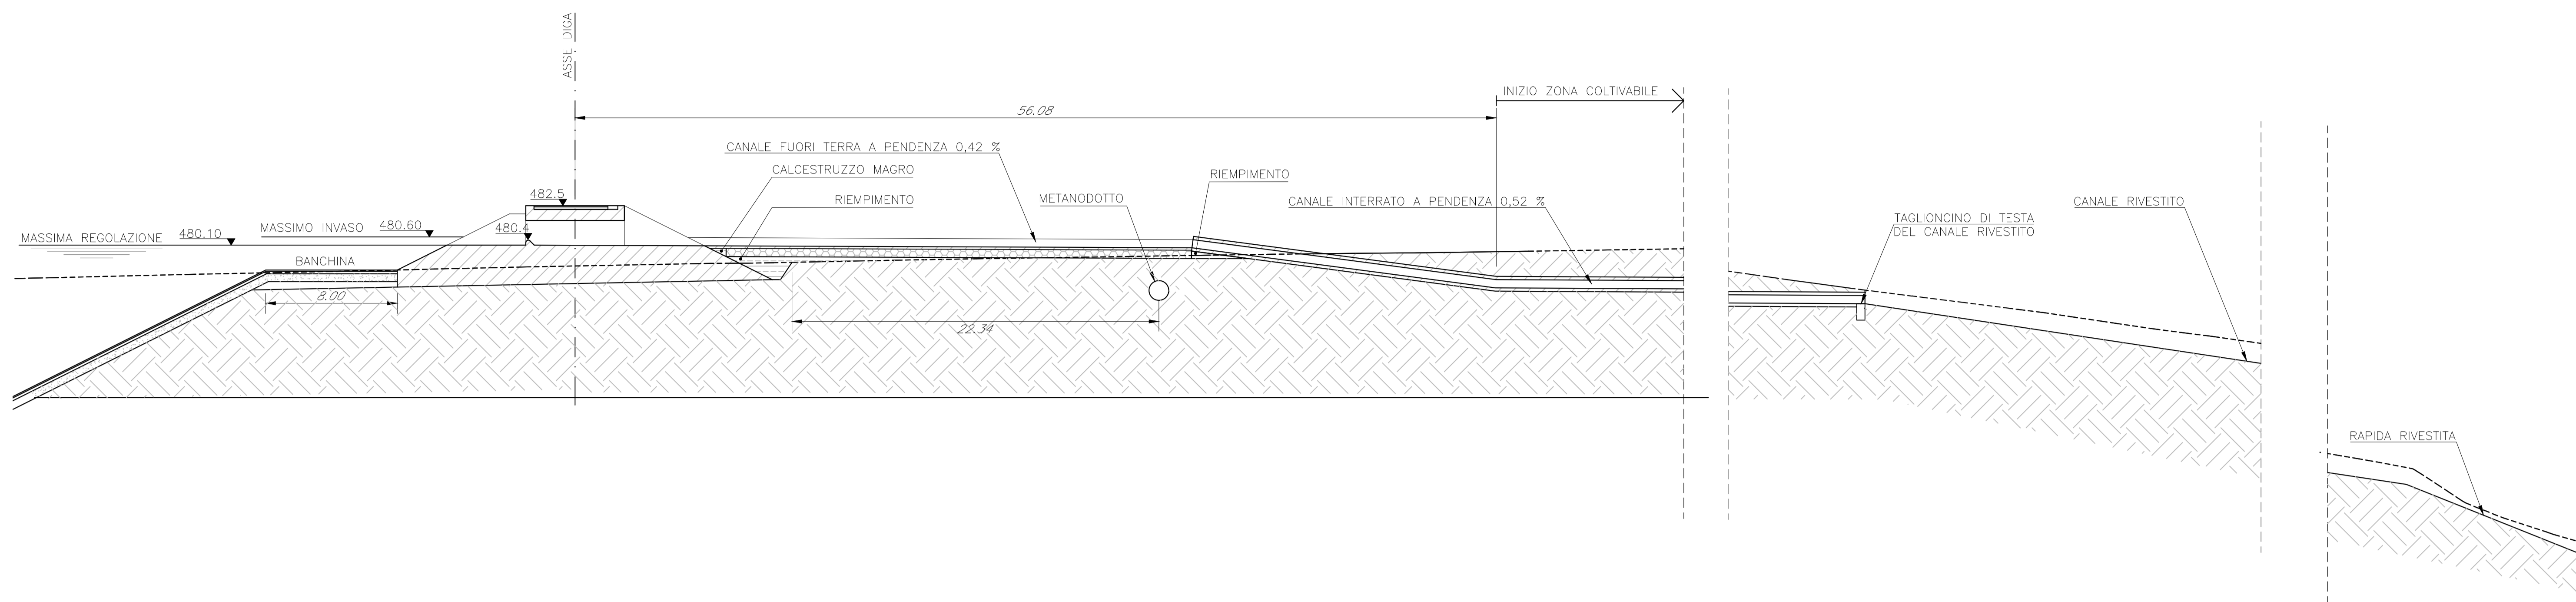 ASSE DIGA
INIZIO ZONA COLTIVABILE
56.08
CANALE FUORI TERRA A PENDENZA 0,42 %
CALCESTRUZZO MAGRO
RIEMPIMENTO
METANODOTTO
RIEMPIMENTO
CANALE INTERRATO A PENDENZA 0,52 %
482.5
MASSIMO INVASO 480.60
480.4
MASSIMA REGOLAZIONE 480.10
BANCHINA
8.00
22.34
TAGLIONCINO DI TESTA
DEL CANALE RIVESTITO
CANALE RIVESTITO
RAPIDA RIVESTITA